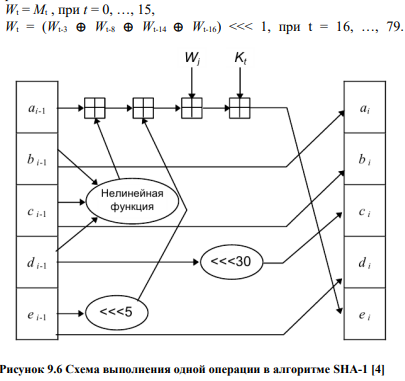 Wt = Mt , при t = 0, …, 15,
Wt = (Wt-3 ⊕ Wt-8 ⊕ Wt-14 ⊕ Wt-16) <<< 1, при t = 16, …, 79.
Wj Kt
ai-1 ai
bi-1 bi
Нелинейная
функция
ci-1 ci
di-1 <<<30 di
ei-1 <<<5 ei
Рисунок 9.6 Схема выполнения одной операции в алгоритме SHA-1 [4]